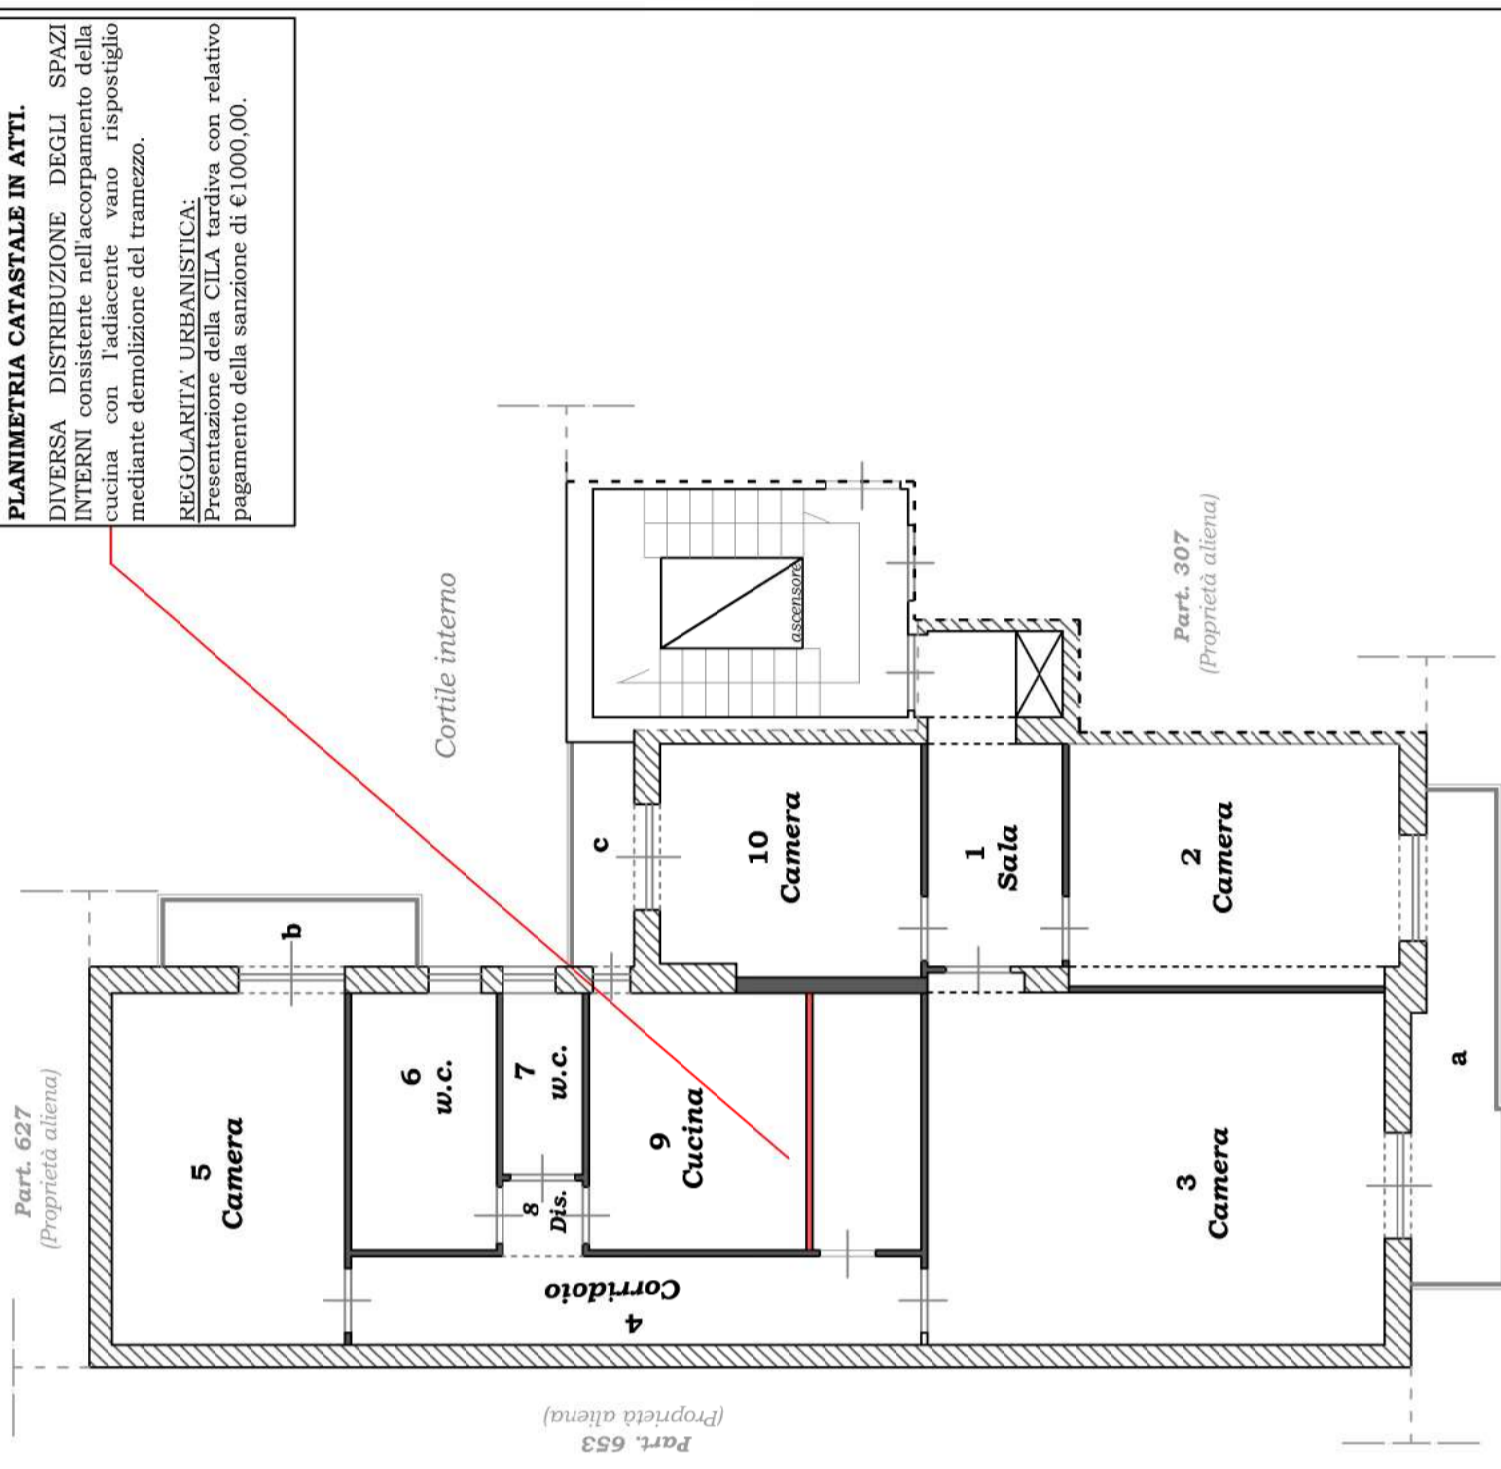 PLANIMETRIA CATASTALE IN ATTI.
DIVERSA DISTRIBUZIONE DEGLI SPAZI
INTERNI consistente nell'accorpamento della
cucina con l'adiacente vano ripostiglio
mediante demolizione del tramezzo.
REGOLARITA' URBANISTICA:
Presentazione della CILA tardiva con relativo
pagamento della sanzione di €1000,00.
Part. 627
(Proprietà aliena)
Cortile interno
ascensore
Part. 307
(Proprietà aliena)
b
c
5
Camera
6
w.c.
7
w.c.
8
Dis.
9
Cucina
10
Camera
1
Sala
2
Camera
3
Camera
4
Corridoio
a
Part. 653
(Proprietà aliena)